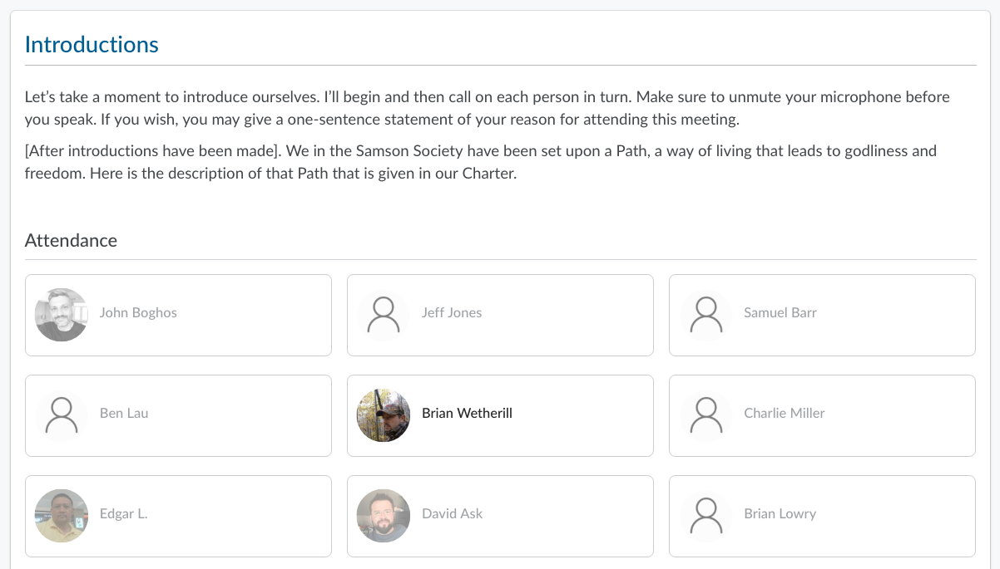 Introductions
Let’s take a moment to introduce ourselves. I’ll begin and then call on each person in turn. Make sure to unmute your microphone before
you speak. If you wish, you may give a one-sentence statement of your reason for attending this meeting.
[After introductions have been made]. We in the Samson Society have been set upon a Path, a way of living that leads to godliness and
freedom. Here is the description of that Path that is given in our Charter.
Attendance
John Boghos
Jeff Jones
Samuel Barr
Ben Lau
Brian Wetherill
Charlie Miller
Edgar L.
David Ask
Brian Lowry